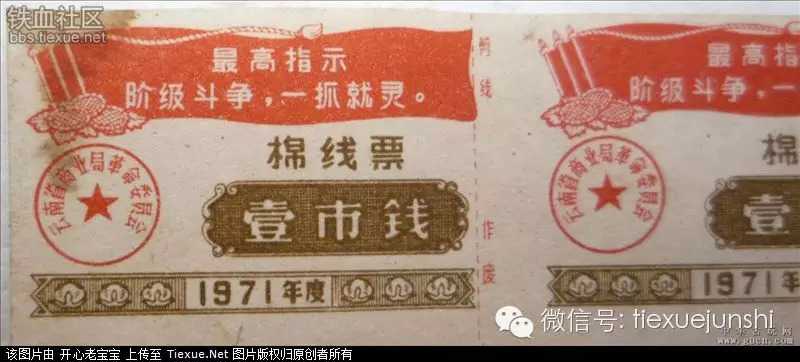 铁血社区
bbs.tiexue.net
最高指示
阶级斗争，一抓就灵。
棉线票
云南省商业局革命委员会
壹市钱
1971年度
剪线
作废
最高指
阶级斗争，一
棉
云南省商业局革命委员会
壹
1971年
微信号: tiexuejunshi
www.gucn.com
该图片由 开心老宝宝 上传至 Tiexue.Net 图片版权归原创者所有